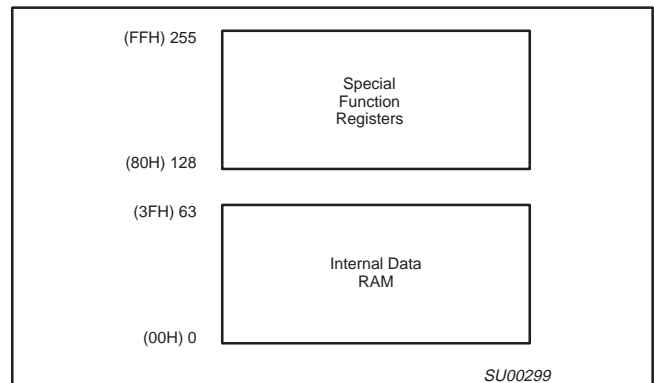 (FFH) 255
Special
Function
Registers
(80H) 128
(3FH) 63
Internal Data
RAM
(00H) 0
SU00299